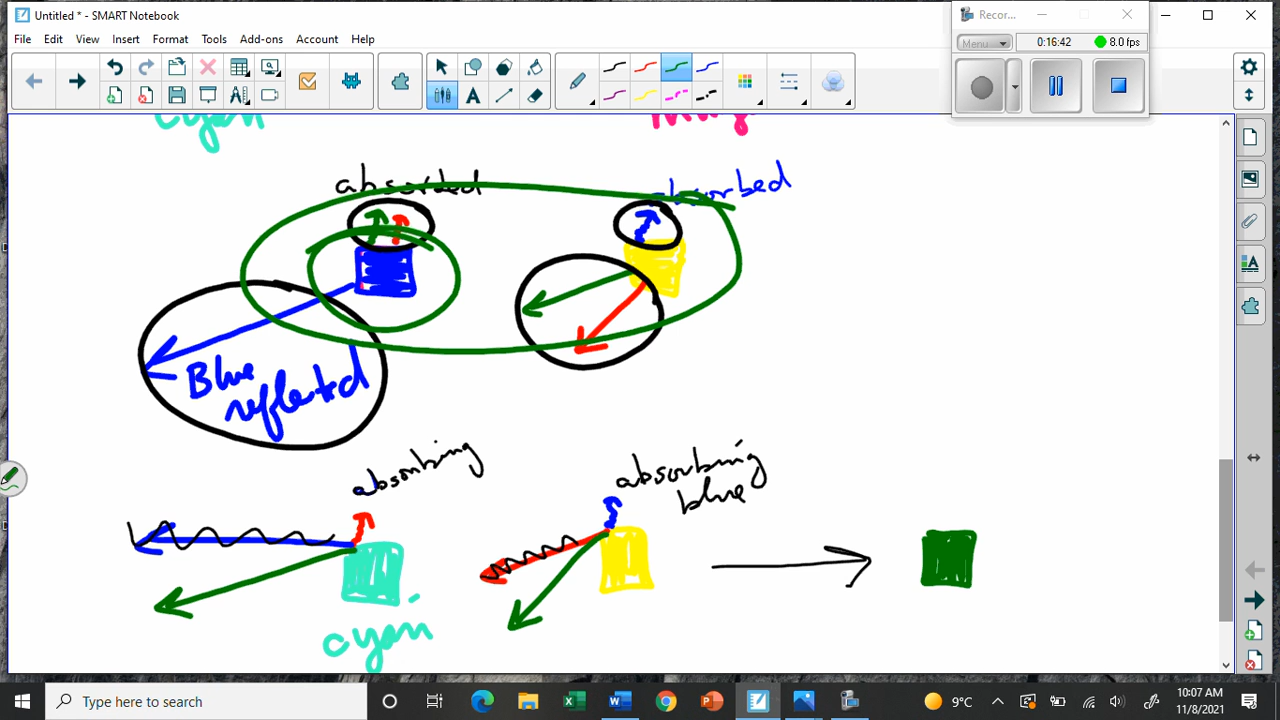 Untitled * - SMART Notebook
Recor...
File Edit View Insert Format Tools Add-ons Account Help
Menu
0:16:42
8.0 fps
cyan
absorbed
absorbed
Blue
reflected
absorbing
absorbing
blue
cyan
Type here to search
9°C
10:07 AM
11/8/2021